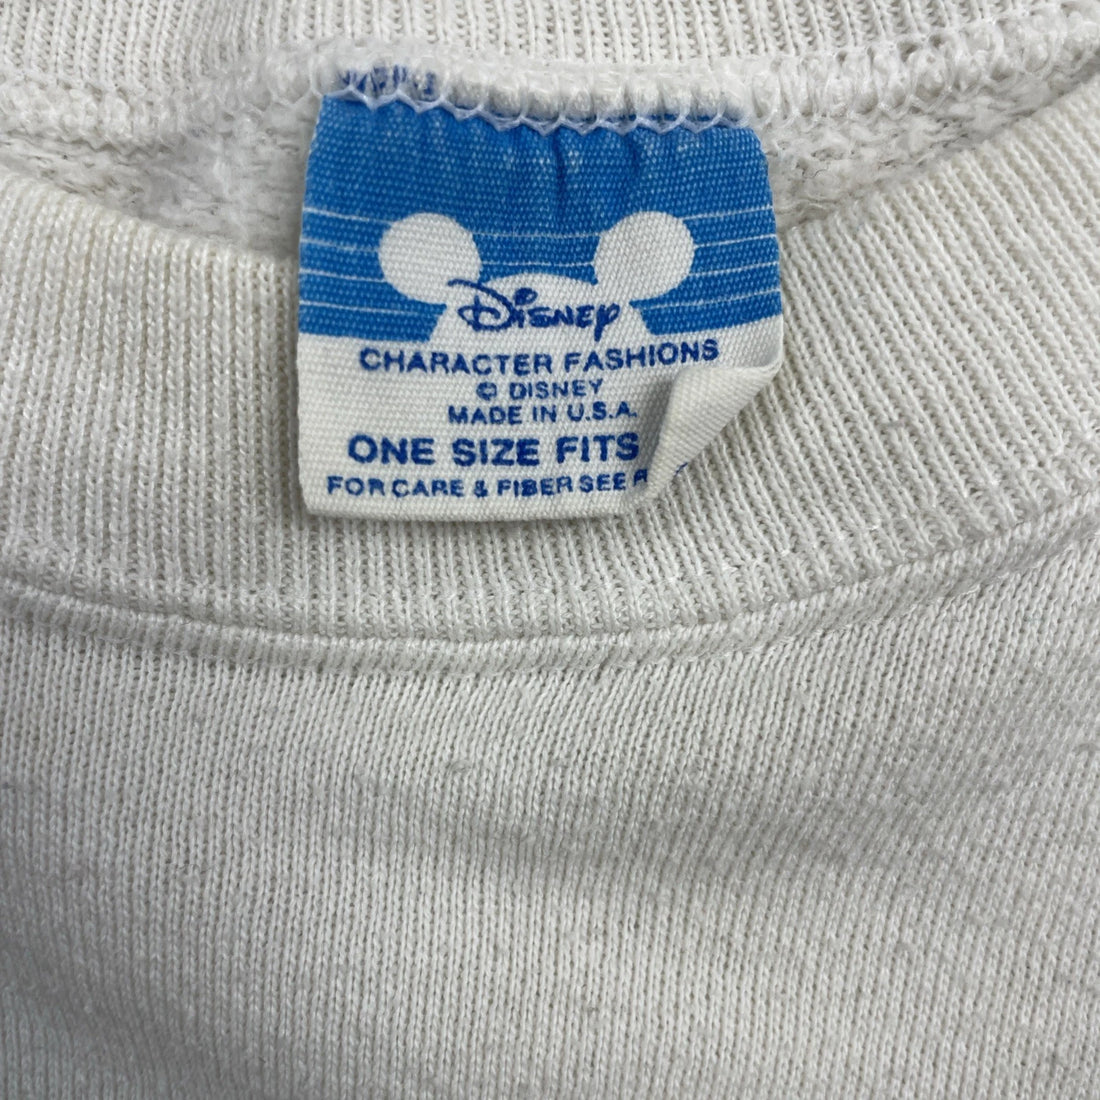 Disney
CHARACTER FASHIONS
© DISNEY
MADE IN U.S.A.
ONE SIZE FITS
FOR CARE & FIBER SEE